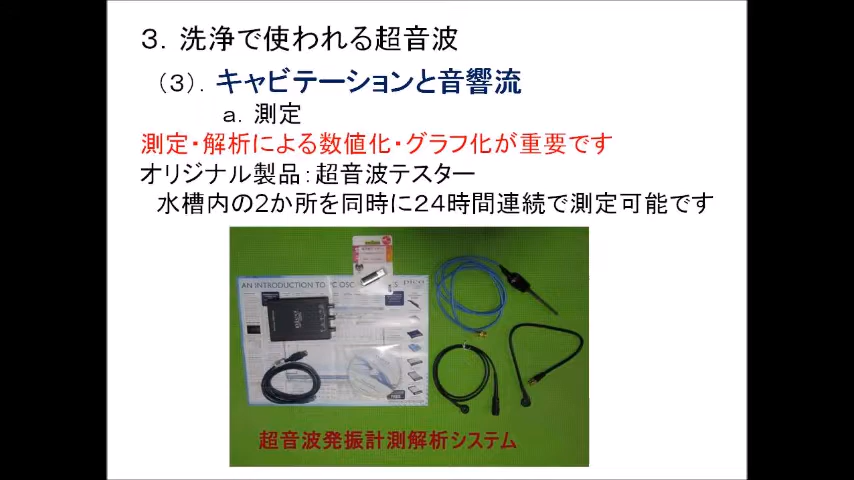 ３．洗浄で使われる超音波
（３）．キャビテーションと音響流
ａ．測定
測定・解析による数値化・グラフ化が重要です
オリジナル製品：超音波テスター
水槽内の２か所を同時に２４時間連続で測定可能です
AN INTRODUCTION TO PC OSC
pico
超音波発振計測解析システム